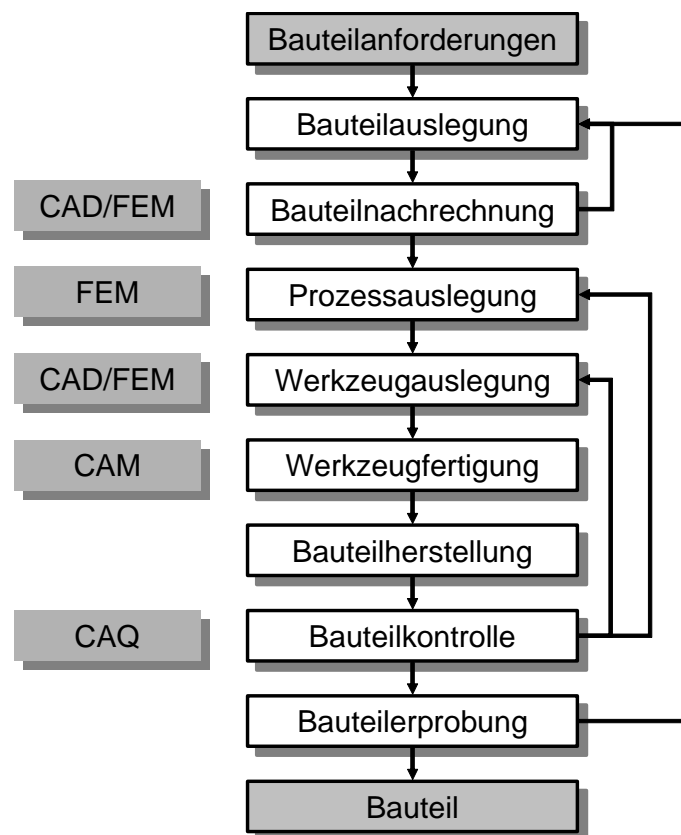 Bauteilanforderungen
Bauteilauslegung
CAD/FEM
Bauteilnachrechnung
FEM
Prozessauslegung
CAD/FEM
Werkzeugauslegung
CAM
Werkzeugfertigung
Bauteilherstellung
CAQ
Bauteilkontrolle
Bauteilerprobung
Bauteil